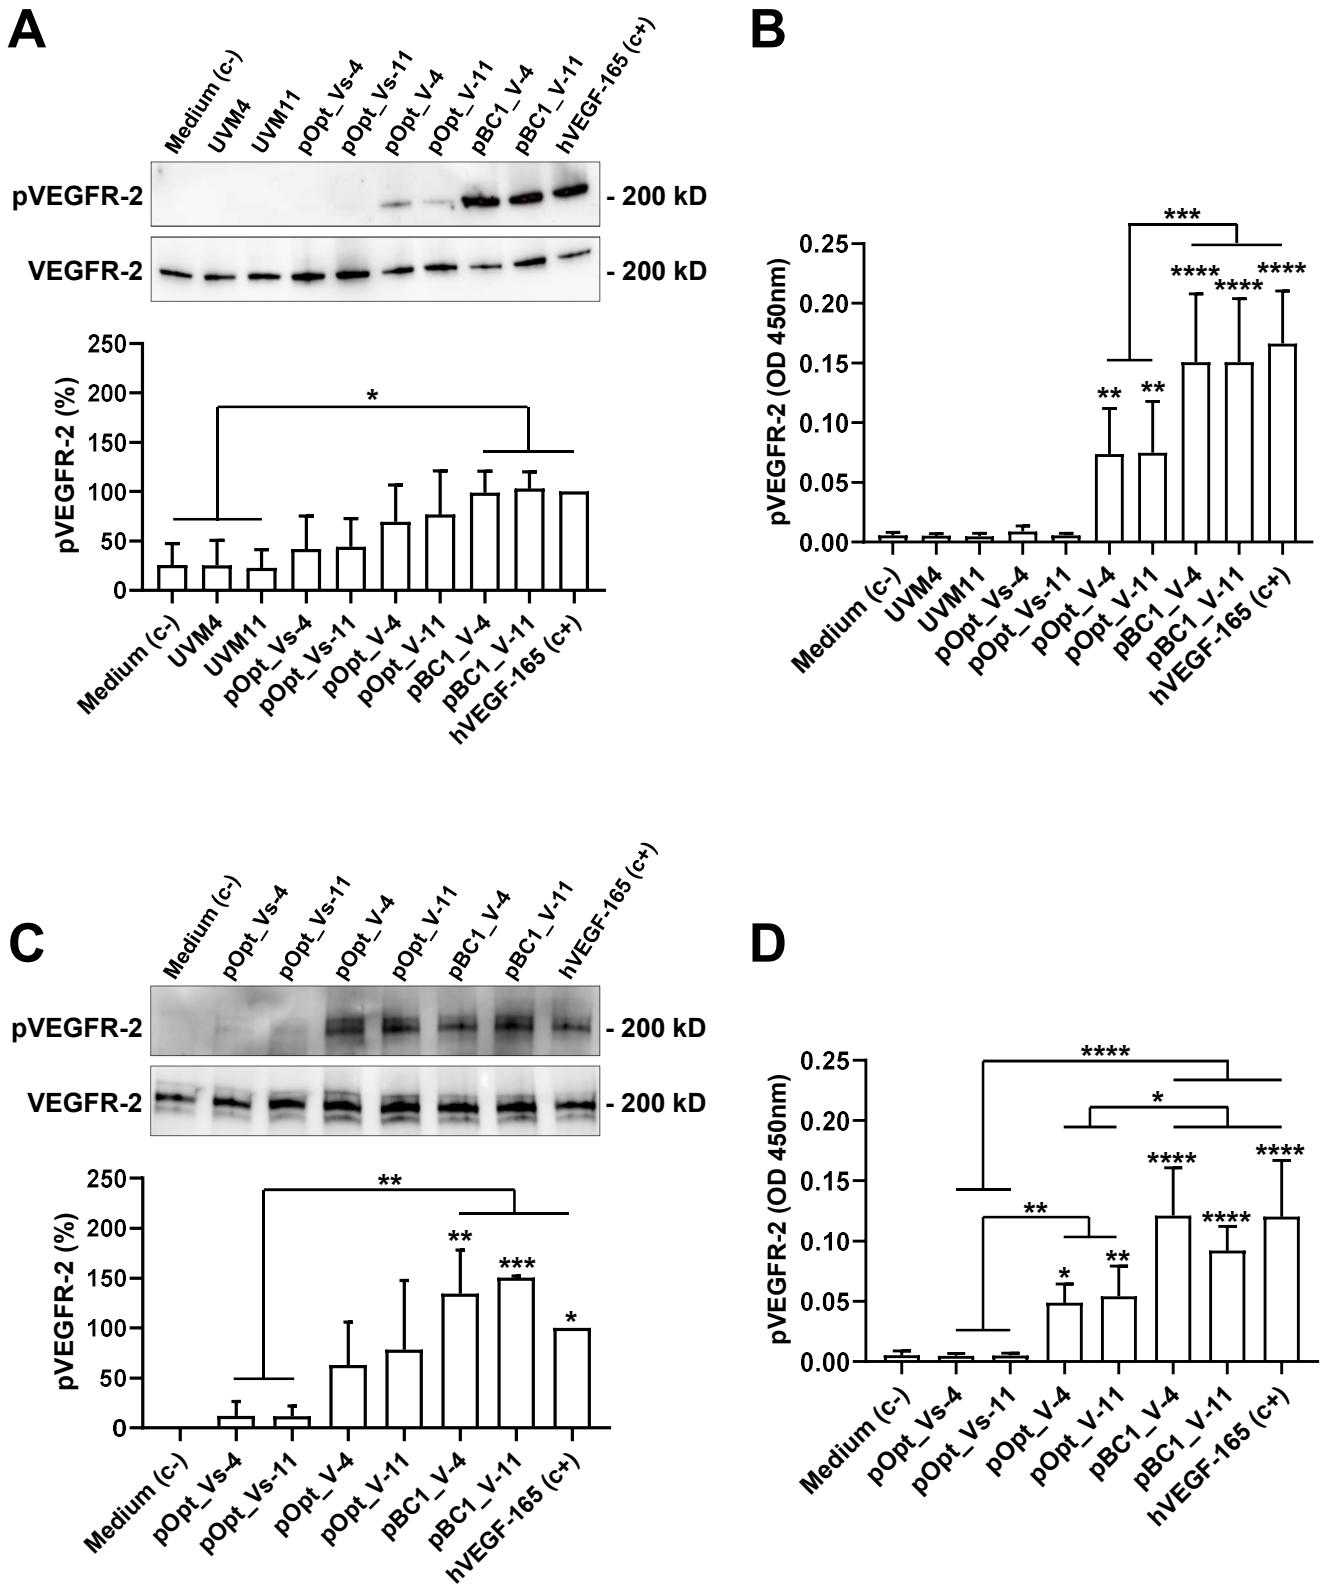 A
Medium (c-)
UVM4
UVM11
pOpt_Vs-4
pOpt_Vs-11
pOpt_V-4
pOpt_V-11
pBC1_V-4
pBC1_V-11
hVEGF-165 (c+)
pVEGFR-2
- 200 kD
VEGFR-2
- 200 kD
pVEGFR-2 (%)
250
200
150
100
50
0
*
Medium (c-)
UVM4
UVM11
pOpt_Vs-4
pOpt_Vs-11
pOpt_V-4
pOpt_V-11
pBC1_V-4
pBC1_V-11
hVEGF-165 (c+)
B
pVEGFR-2 (OD 450nm)
0.25
0.20
0.15
0.10
0.05
0.00
***
**
**
****
****
****
Medium (c-)
UVM4
UVM11
pOpt_Vs-4
pOpt_Vs-11
pOpt_V-4
pOpt_V-11
pBC1_V-4
pBC1_V-11
hVEGF-165 (c+)
C
Medium (c-)
pOpt_Vs-4
pOpt_Vs-11
pOpt_V-4
pOpt_V-11
pBC1_V-4
pBC1_V-11
hVEGF-165 (c+)
pVEGFR-2
- 200 kD
VEGFR-2
- 200 kD
pVEGFR-2 (%)
250
200
150
100
50
0
**
**
***
*
Medium (c-)
pOpt_Vs-4
pOpt_Vs-11
pOpt_V-4
pOpt_V-11
pBC1_V-4
pBC1_V-11
hVEGF-165 (c+)
D
pVEGFR-2 (OD 450nm)
0.25
0.20
0.15
0.10
0.05
0.00
****
*
**
*
**
****
****
****
Medium (c-)
pOpt_Vs-4
pOpt_Vs-11
pOpt_V-4
pOpt_V-11
pBC1_V-4
pBC1_V-11
hVEGF-165 (c+)